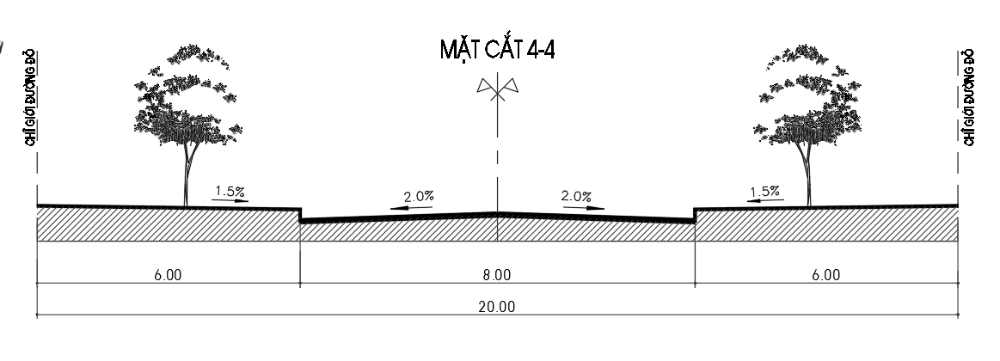 MẶT CẮT 4-4
CHỈ GIỚI ĐƯỜNG ĐỎ
CHỈ GIỚI ĐƯỜNG ĐỎ
1.5%
2.0%
2.0%
1.5%
6.00
8.00
6.00
20.00